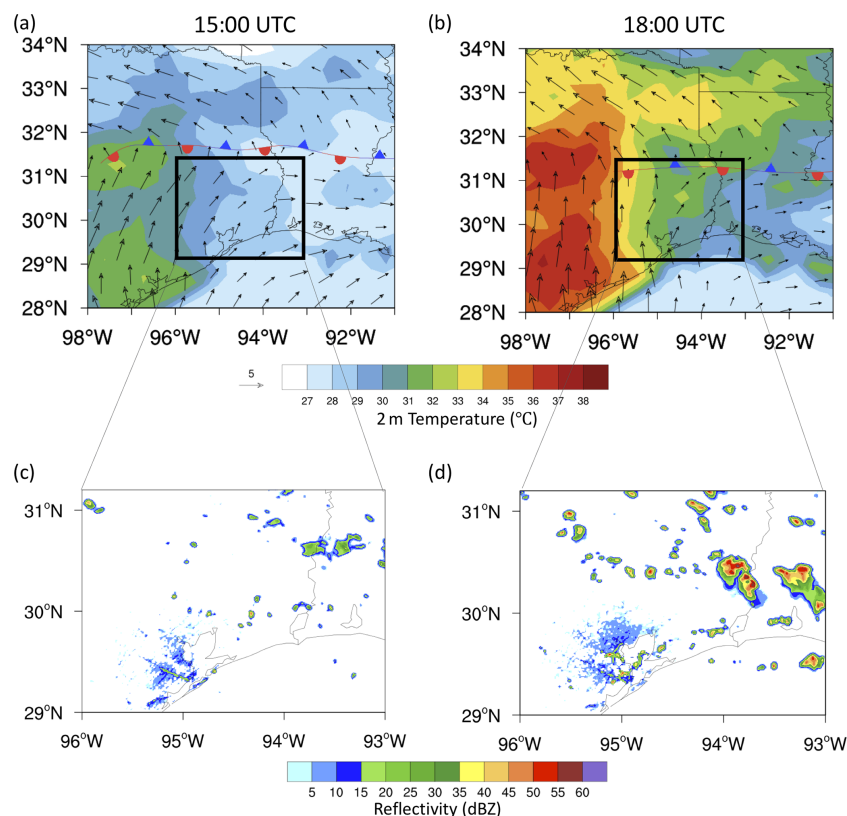 (a) 15:00 UTC
(b) 18:00 UTC
34°N
33°N
32°N
31°N
30°N
29°N
28°N
98°W 96°W 94°W 92°W
34°N
33°N
32°N
31°N
30°N
29°N
28°N
98°W 96°W 94°W 92°W
5
27 28 29 30 31 32 33 34 35 36 37 38
2 m Temperature (°C)
(c)
31°N
30°N
29°N
96°W 95°W 94°W 93°W
(d)
31°N
30°N
29°N
96°W 95°W 94°W 93°W
5 10 15 20 25 30 35 40 45 50 55 60
Reflectivity (dBZ)